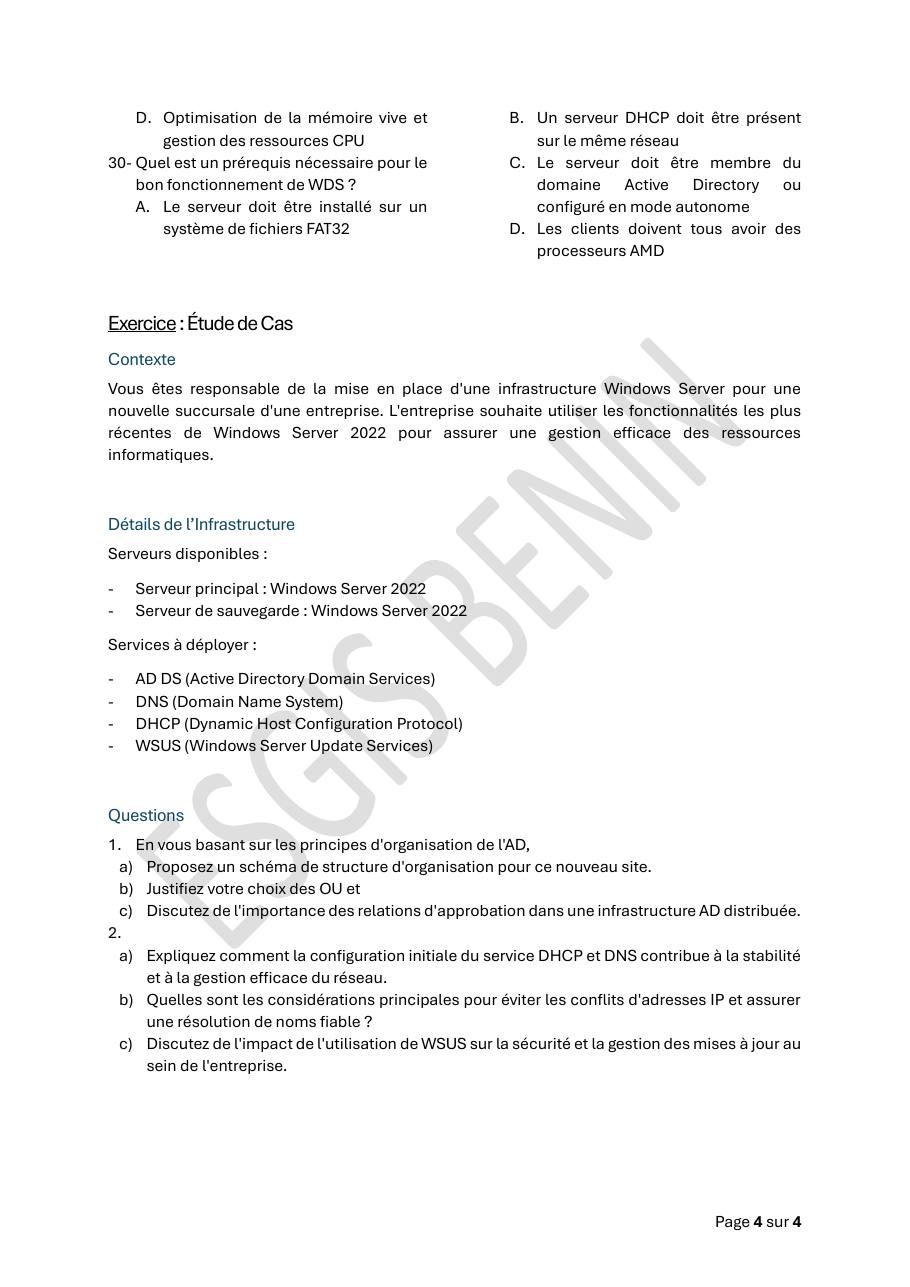 D. Optimisation de la mémoire vive et
gestion des ressources CPU
30- Quel est un prérequis nécessaire pour le
bon fonctionnement de WDS ?
A. Le serveur doit être installé sur un
système de fichiers FAT32
B. Un serveur DHCP doit être présent
sur le même réseau
C. Le serveur doit être membre du
domaine Active Directory ou
configuré en mode autonome
D. Les clients doivent tous avoir des
processeurs AMD
Exercice : Étude de Cas
Contexte
Vous êtes responsable de la mise en place d'une infrastructure Windows Server pour une
nouvelle succursale d'une entreprise. L'entreprise souhaite utiliser les fonctionnalités les plus
récentes de Windows Server 2022 pour assurer une gestion efficace des ressources
informatiques.
Détails de l’Infrastructure
Serveurs disponibles :
- Serveur principal : Windows Server 2022
- Serveur de sauvegarde : Windows Server 2022
Services à déployer :
- AD DS (Active Directory Domain Services)
- DNS (Domain Name System)
- DHCP (Dynamic Host Configuration Protocol)
- WSUS (Windows Server Update Services)
Questions
1. En vous basant sur les principes d'organisation de l'AD,
a) Proposez un schéma de structure d'organisation pour ce nouveau site.
b) Justifiez votre choix des OU et
c) Discutez de l'importance des relations d'approbation dans une infrastructure AD distribuée.
2.
a) Expliquez comment la configuration initiale du service DHCP et DNS contribue à la stabilité
et à la gestion efficace du réseau.
b) Quelles sont les considérations principales pour éviter les conflits d'adresses IP et assurer
une résolution de noms fiable ?
c) Discutez de l'impact de l'utilisation de WSUS sur la sécurité et la gestion des mises à jour au
sein de l'entreprise.
ESGIS BENIN
Page 4 sur 4